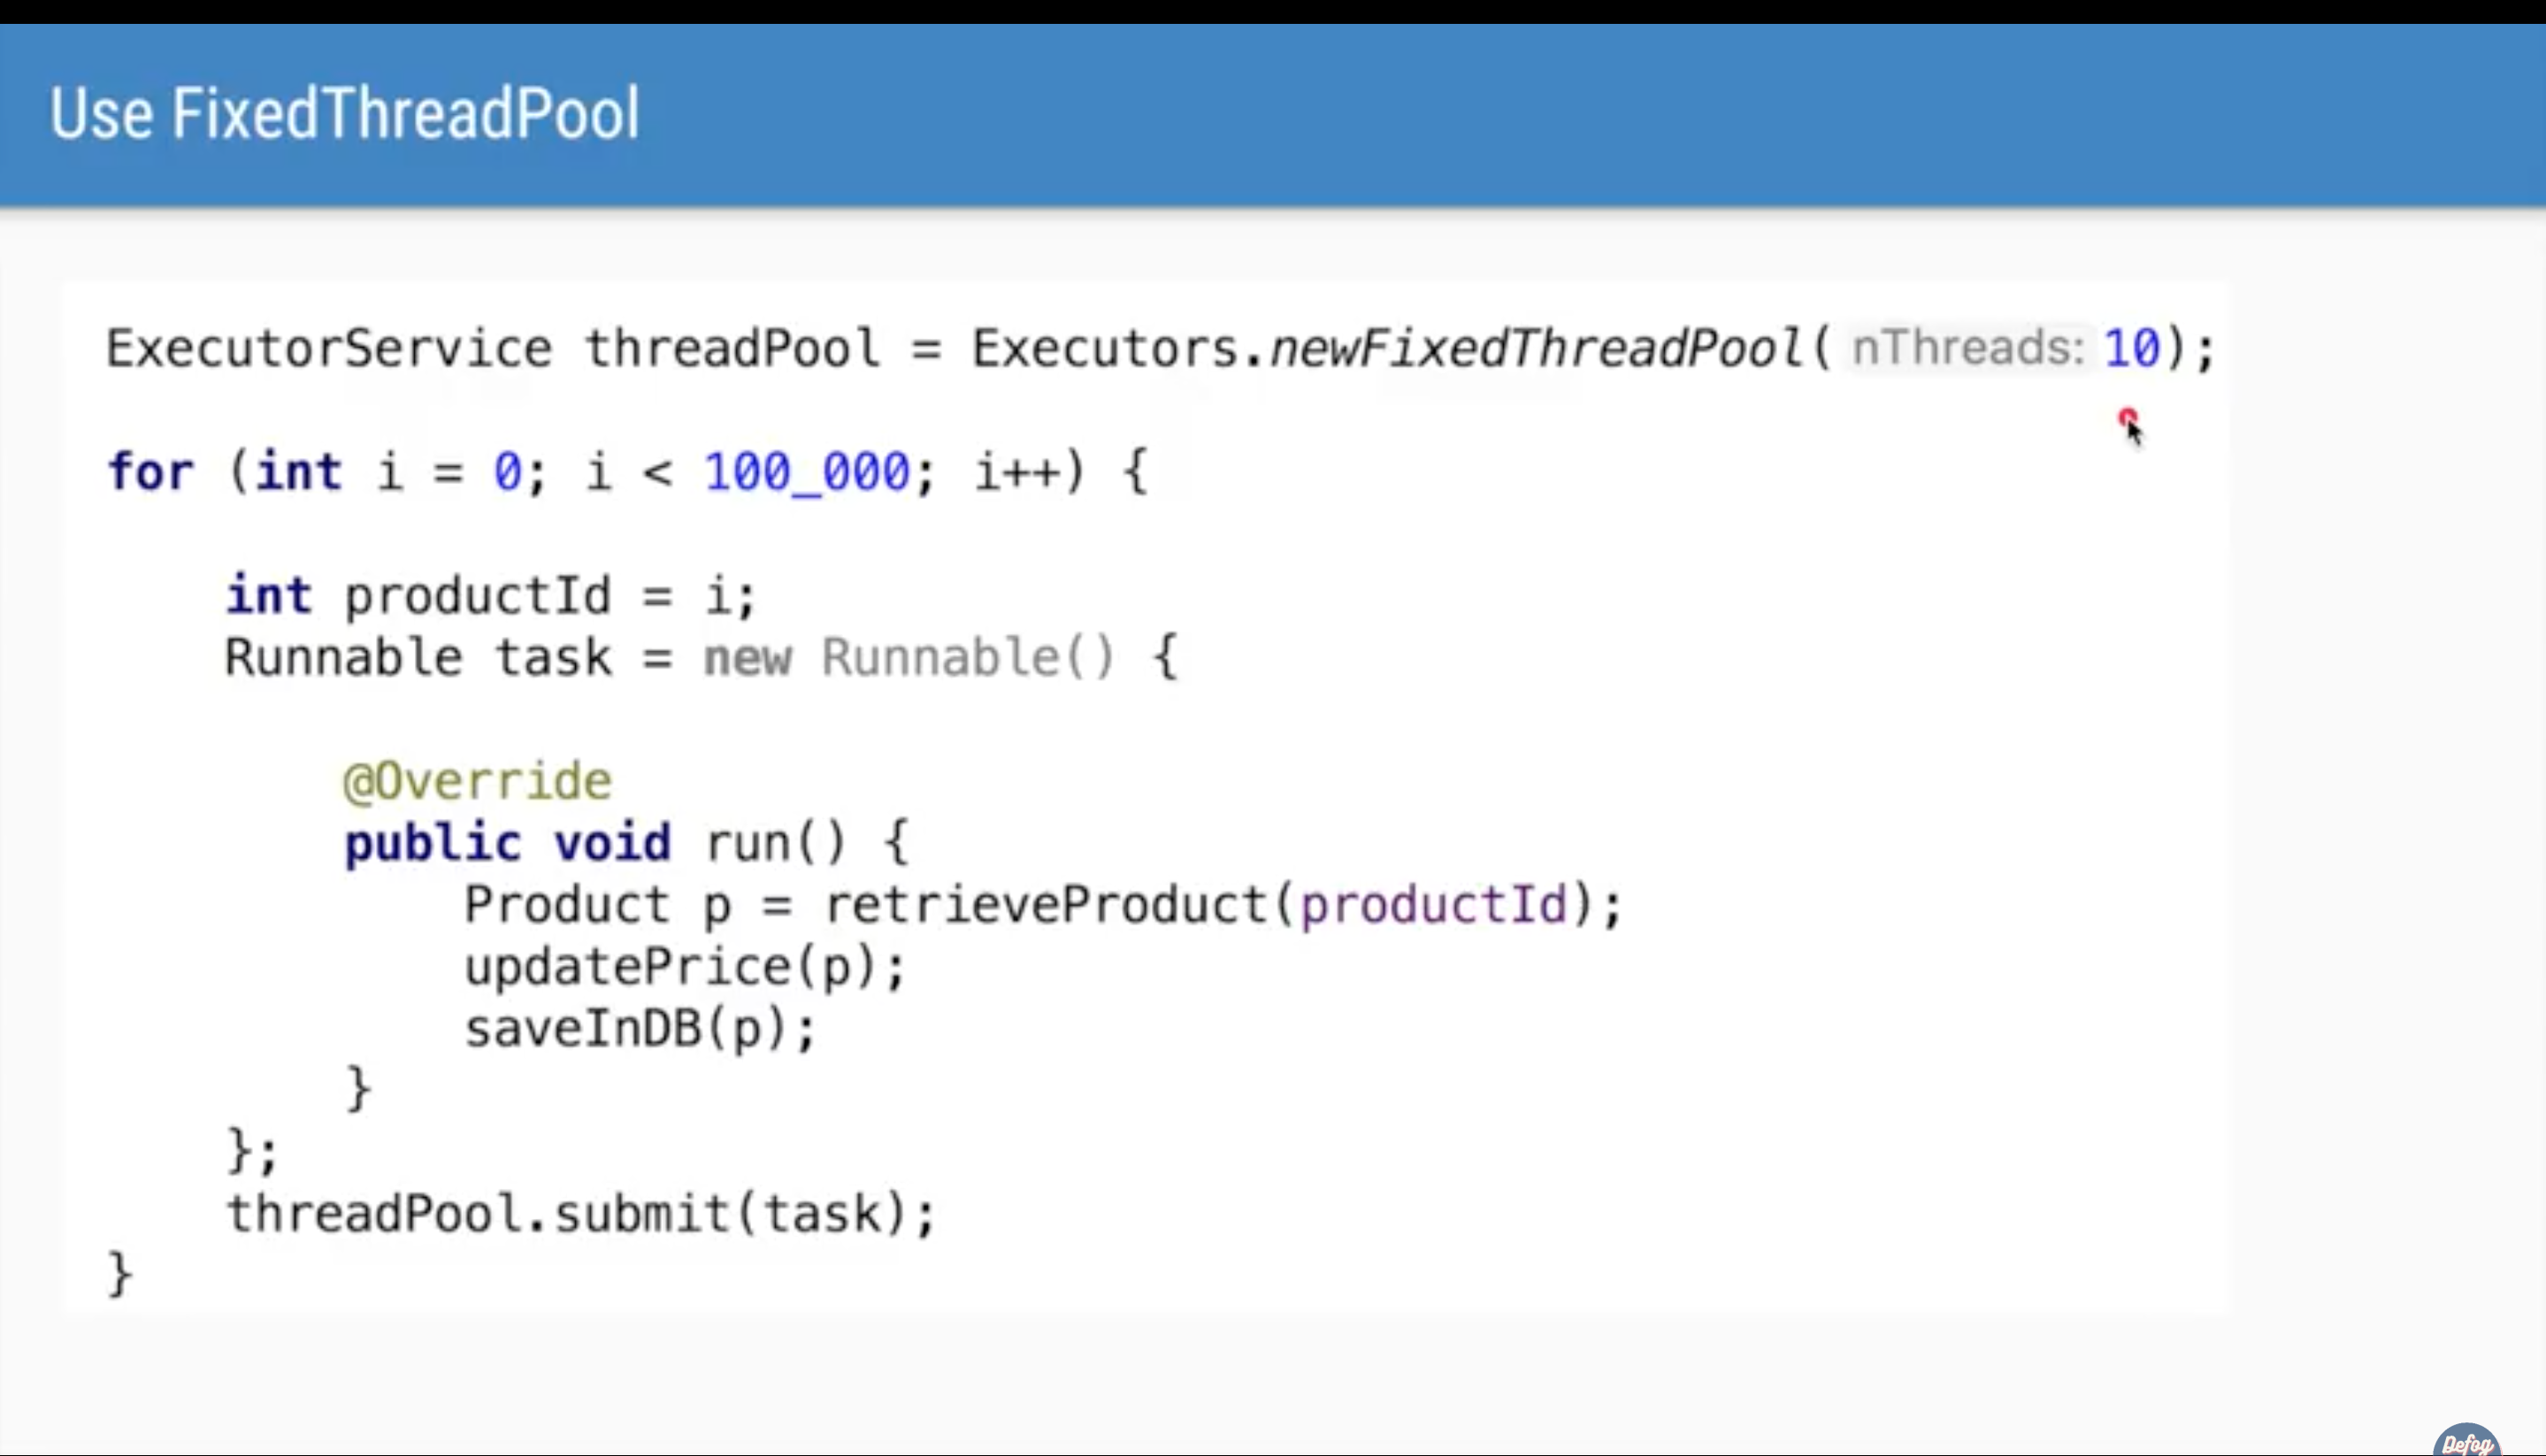 Use FixedThreadPool
ExecutorService threadPool = Executors.newFixedThreadPool( nThreads: 10);
for (int i = 0; i < 100_000; i++) {
int productId = i;
Runnable task = new Runnable() {
@Override
public void run() {
Product p = retrieveProduct(productId);
updatePrice(p);
saveInDB(p);
}
};
threadPool.submit(task);
}
Defog